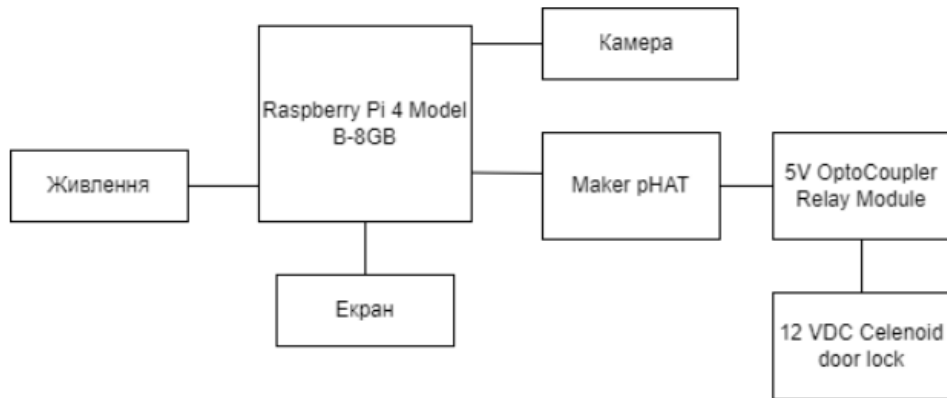 Камера
Raspberry Pi 4 Model
B-8GB
Живлення
Maker pHAT
5V OptoCoupler
Relay Module
Екран
12 VDC Celenoid
door lock